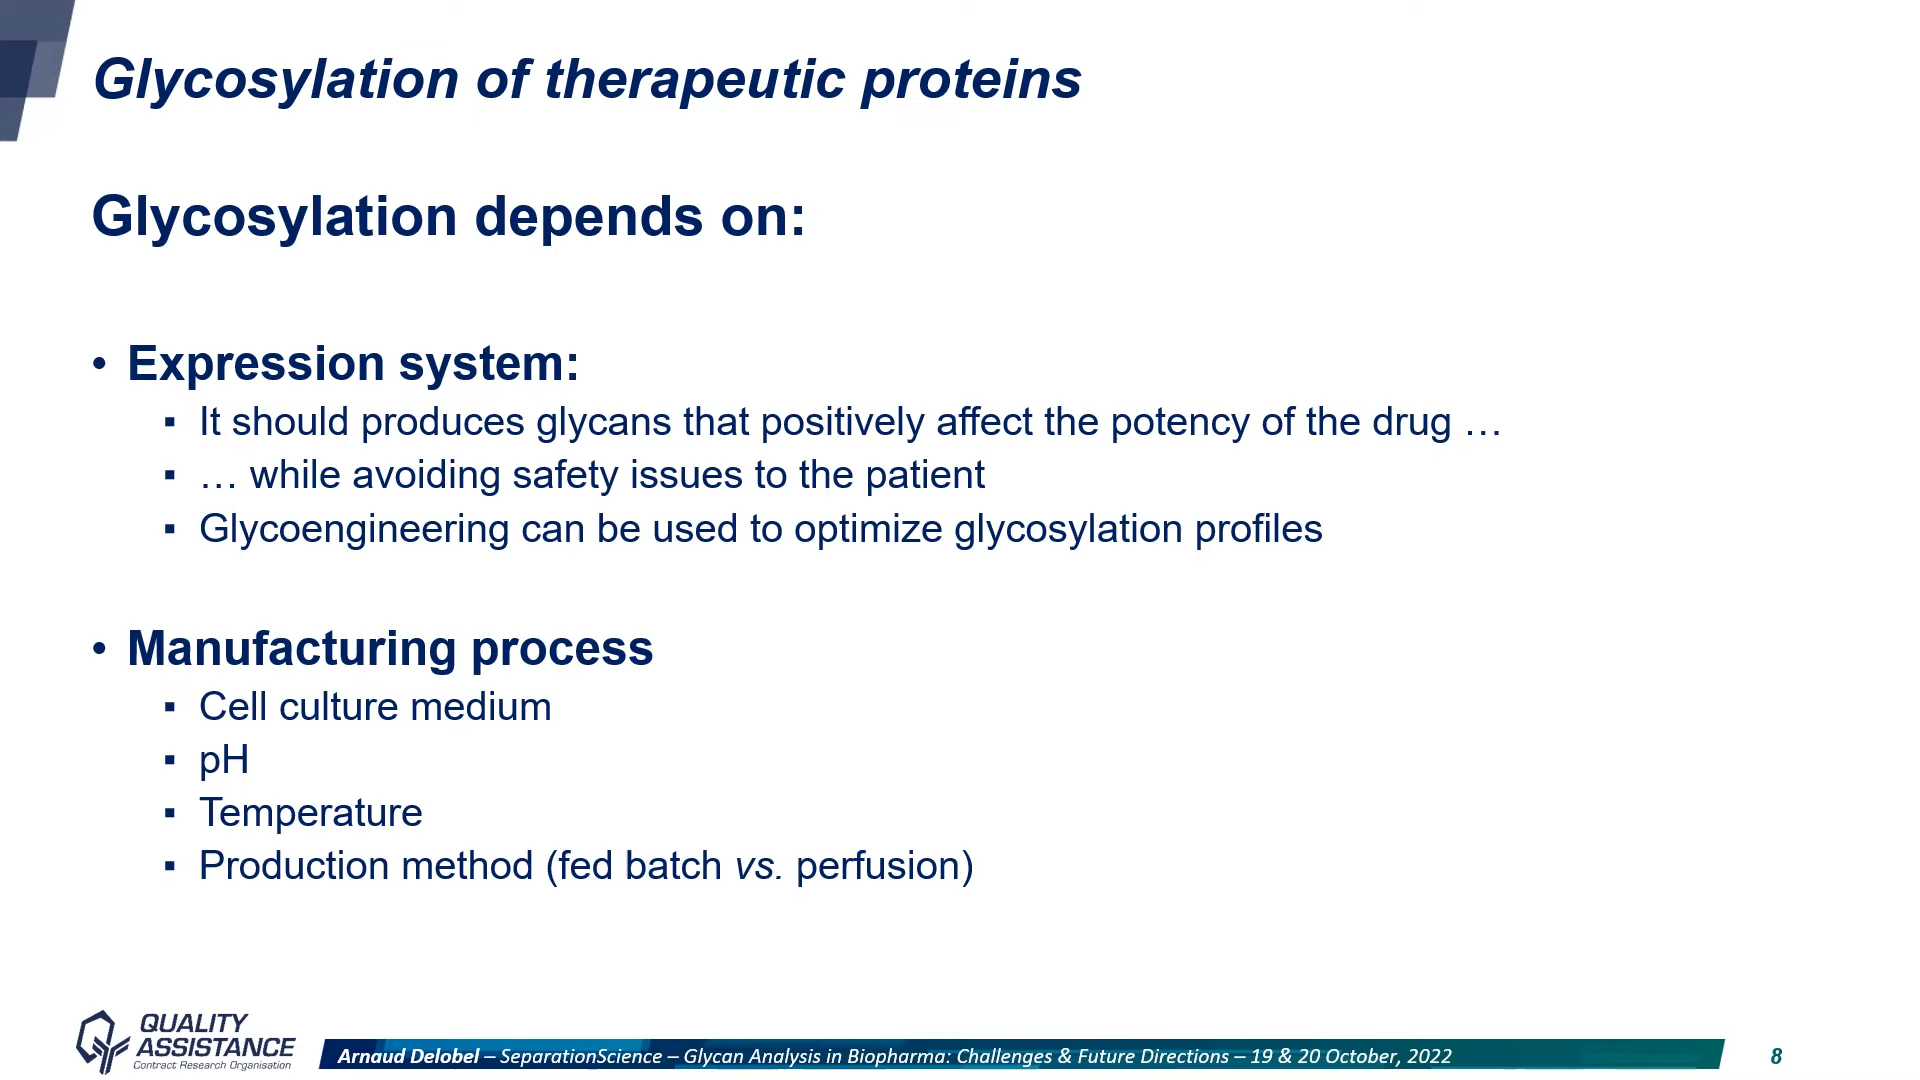 Glycosylation of therapeutic proteins
Glycosylation depends on:
• Expression system:
▪ It should produces glycans that positively affect the potency of the drug …
▪ … while avoiding safety issues to the patient
▪ Glycoengineering can be used to optimize glycosylation profiles
• Manufacturing process
▪ Cell culture medium
▪ pH
▪ Temperature
▪ Production method (fed batch vs. perfusion)
QUALITY
ASSISTANCE
Contract Research Organisation
Arnaud Delobel – SeparationScience – Glycan Analysis in Biopharma: Challenges & Future Directions – 19 & 20 October, 2022
8